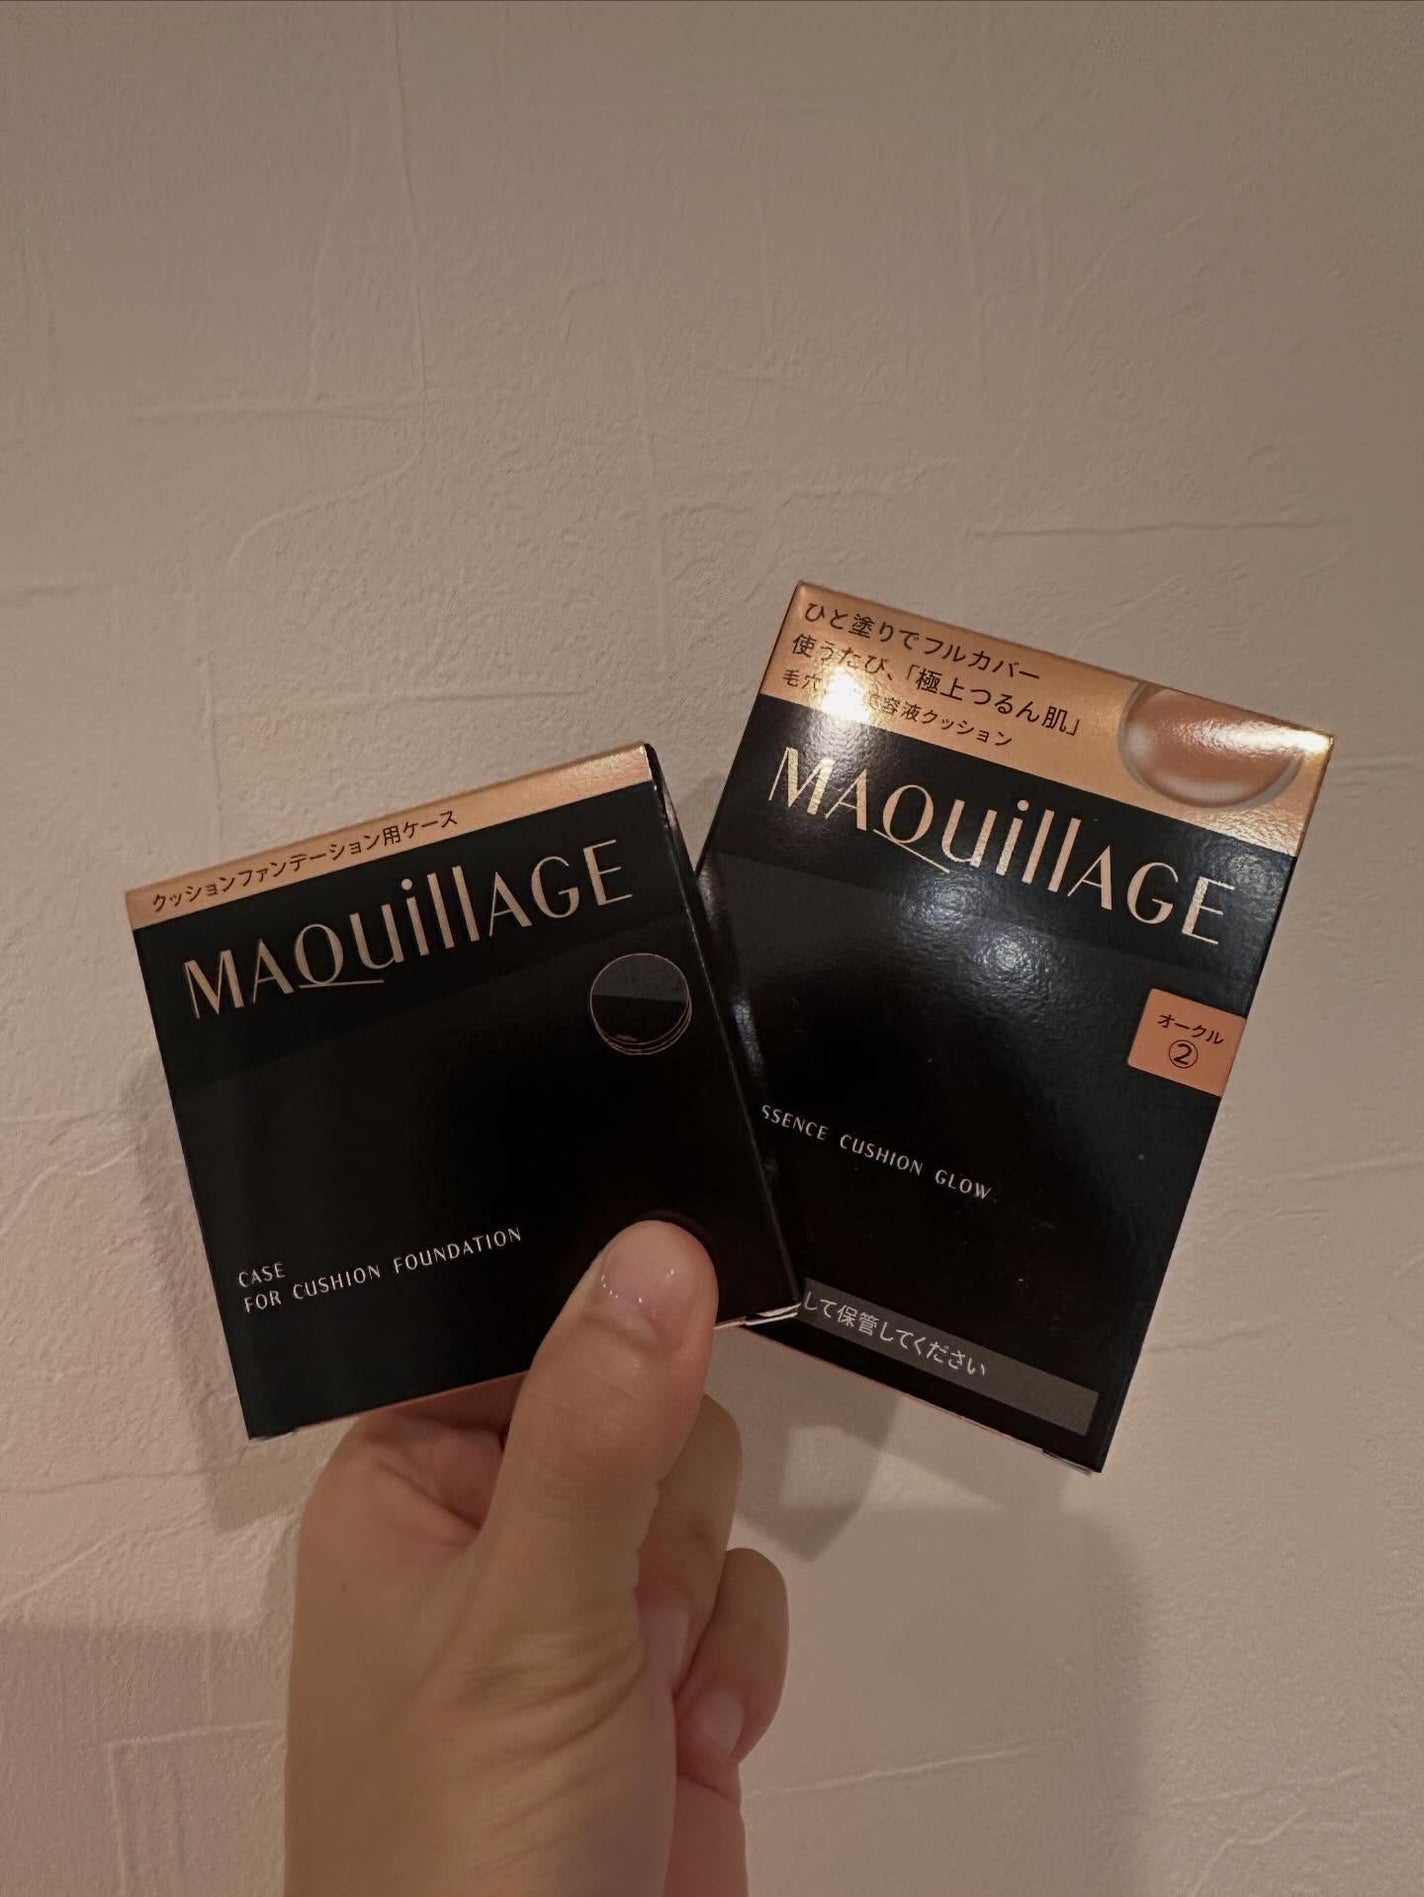 クッションファンデーション用ケース
MAQuillAGE
CASE
FOR CUSHION FOUNDATION
ひと塗りでフルカバー
使うたび、「極上つるん肌」
毛穴 容液クッション
MAQuillAGE
オークル
②
SSENCE CUSHION GLOW
して保管してください